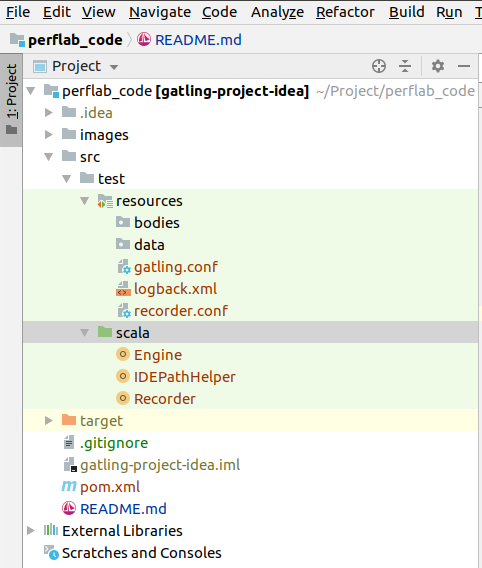 File Edit View Navigate Code Analyze Refactor Build Run T
perflab_code README.md
Project
perflab_code [gatling-project-idea] ~/Project/perflab_code
1: Project
.idea
images
src
test
resources
bodies
data
gatling.conf
logback.xml
recorder.conf
scala
Engine
IDEPathHelper
Recorder
target
.gitignore
gatling-project-idea.iml
pom.xml
README.md
External Libraries
Scratches and Consoles